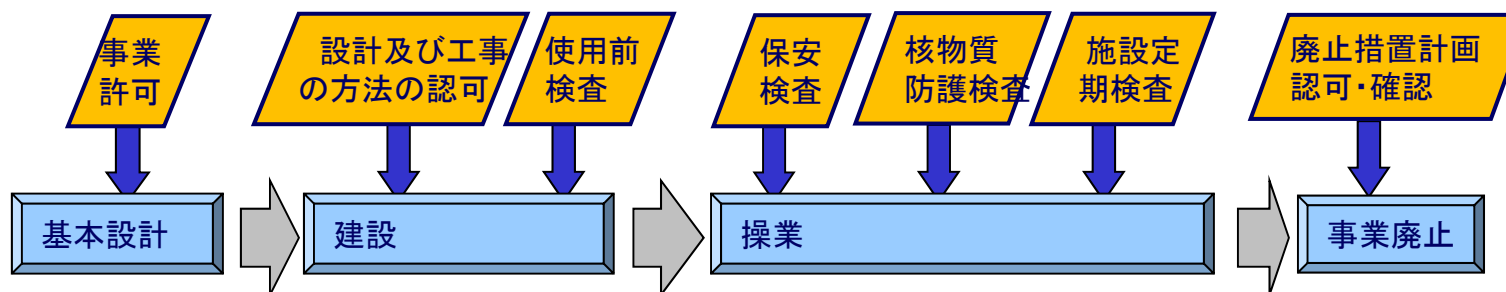 事業
許可
設計及び工事
の方法の認可
使用前
検査
保安
検査
核物質
防護検査
施設定
期検査
廃止措置計画
認可・確認
基本設計
建設
操業
事業廃止